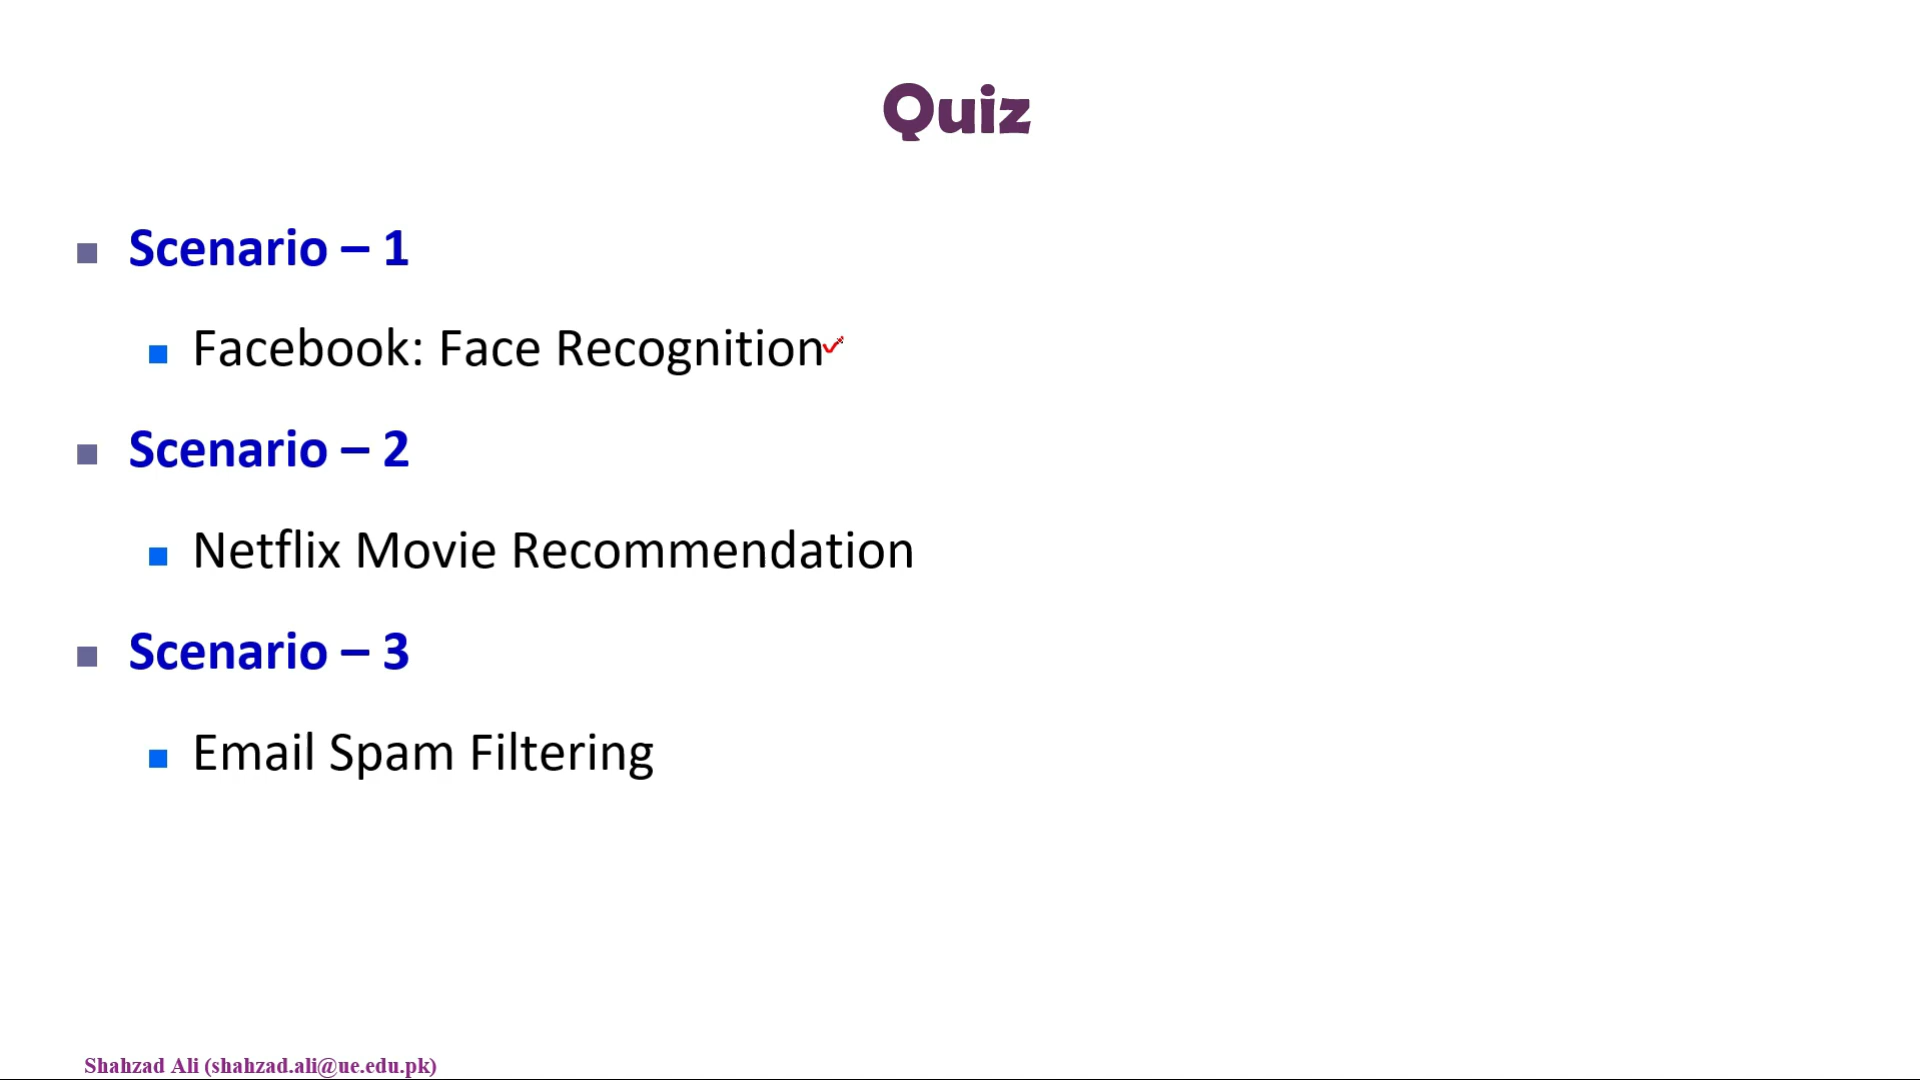 Quiz
Scenario – 1
Facebook: Face Recognition
Scenario – 2
Netflix Movie Recommendation
Scenario – 3
Email Spam Filtering
Shahzad Ali (shahzad.ali@ue.edu.pk)